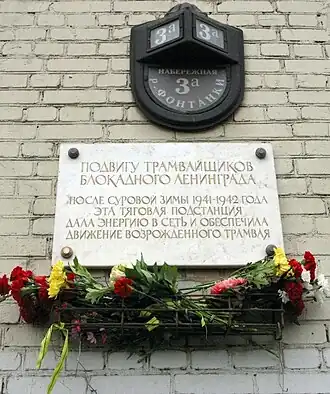 3а 3а
НАБЕРЕЖНАЯ
3а
р. ФОНТАНКИ
ПОДВИГУ ТРАМВАЙЩИКОВ
БЛОКАДНОГО ЛЕНИНГРАДА
ПОСЛЕ СУРОВОЙ ЗИМЫ 1941-1942 ГОДА
ЭТА ТЯГОВАЯ ПОДСТАНЦИЯ
ДАЛА ЭНЕРГИЮ В СЕТЬ И ОБЕСПЕЧИЛА
ДВИЖЕНИЕ ВОЗРОЖДЕННОГО ТРАМВАЯ